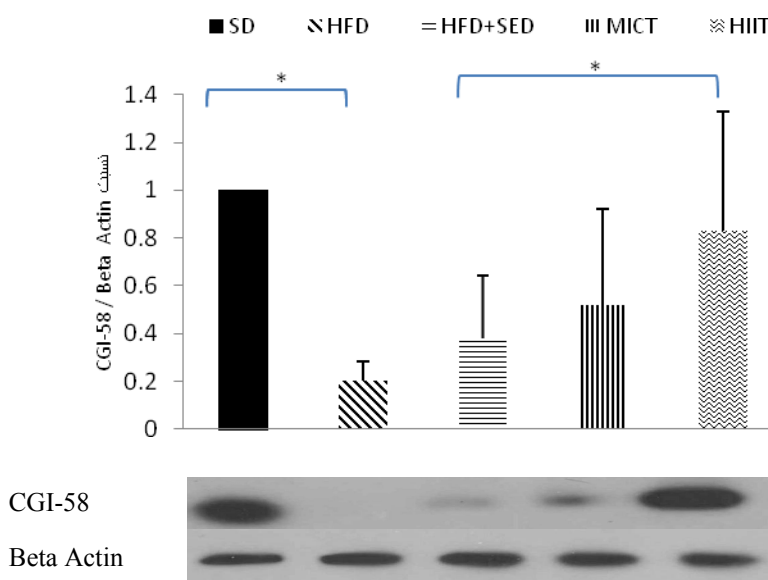 SD HFD HFD+SED MICT HIIT
* *
1.4
1.2
1
0.8
0.6
0.4
0.2
0
CGI-58 / Beta Actin نسبت
CGI-58
Beta Actin